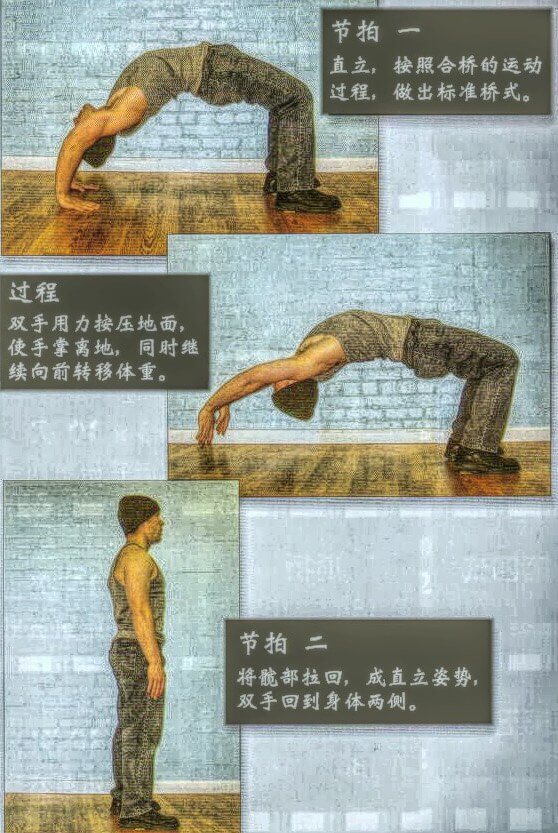 节拍 一
直立，按照合桥的运动
过程，做出标准桥式。
过程
双手用力按压地面，
使手掌离地，同时继
续向前转移体重。
节拍 二
将髋部拉回，成直立姿势，
双手回到身体两侧。